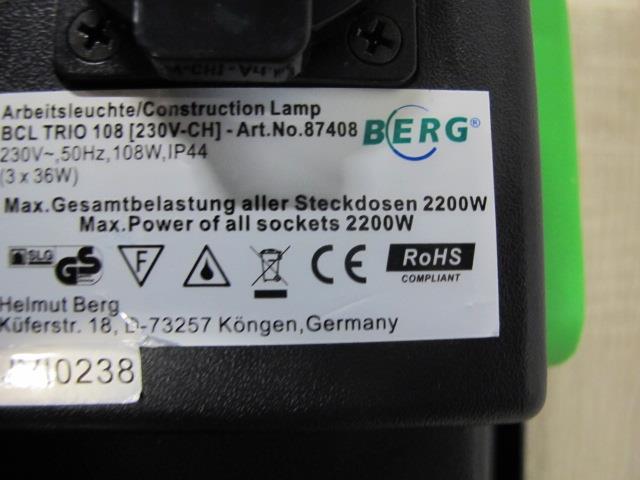 Arbeitsleuchte/Construction Lamp
BCL TRIO 108 [230V-CH] - Art.No.87408
BERG®
230V~,50Hz,108W,IP44
(3 x 36W)
Max.Gesamtbelastung aller Steckdosen 2200W
Max.Power of all sockets 2200W
SLG GS F CE RoHS
COMPLIANT
Helmut Berg
Küferstr. 18, D-73257 Köngen,Germany
0238